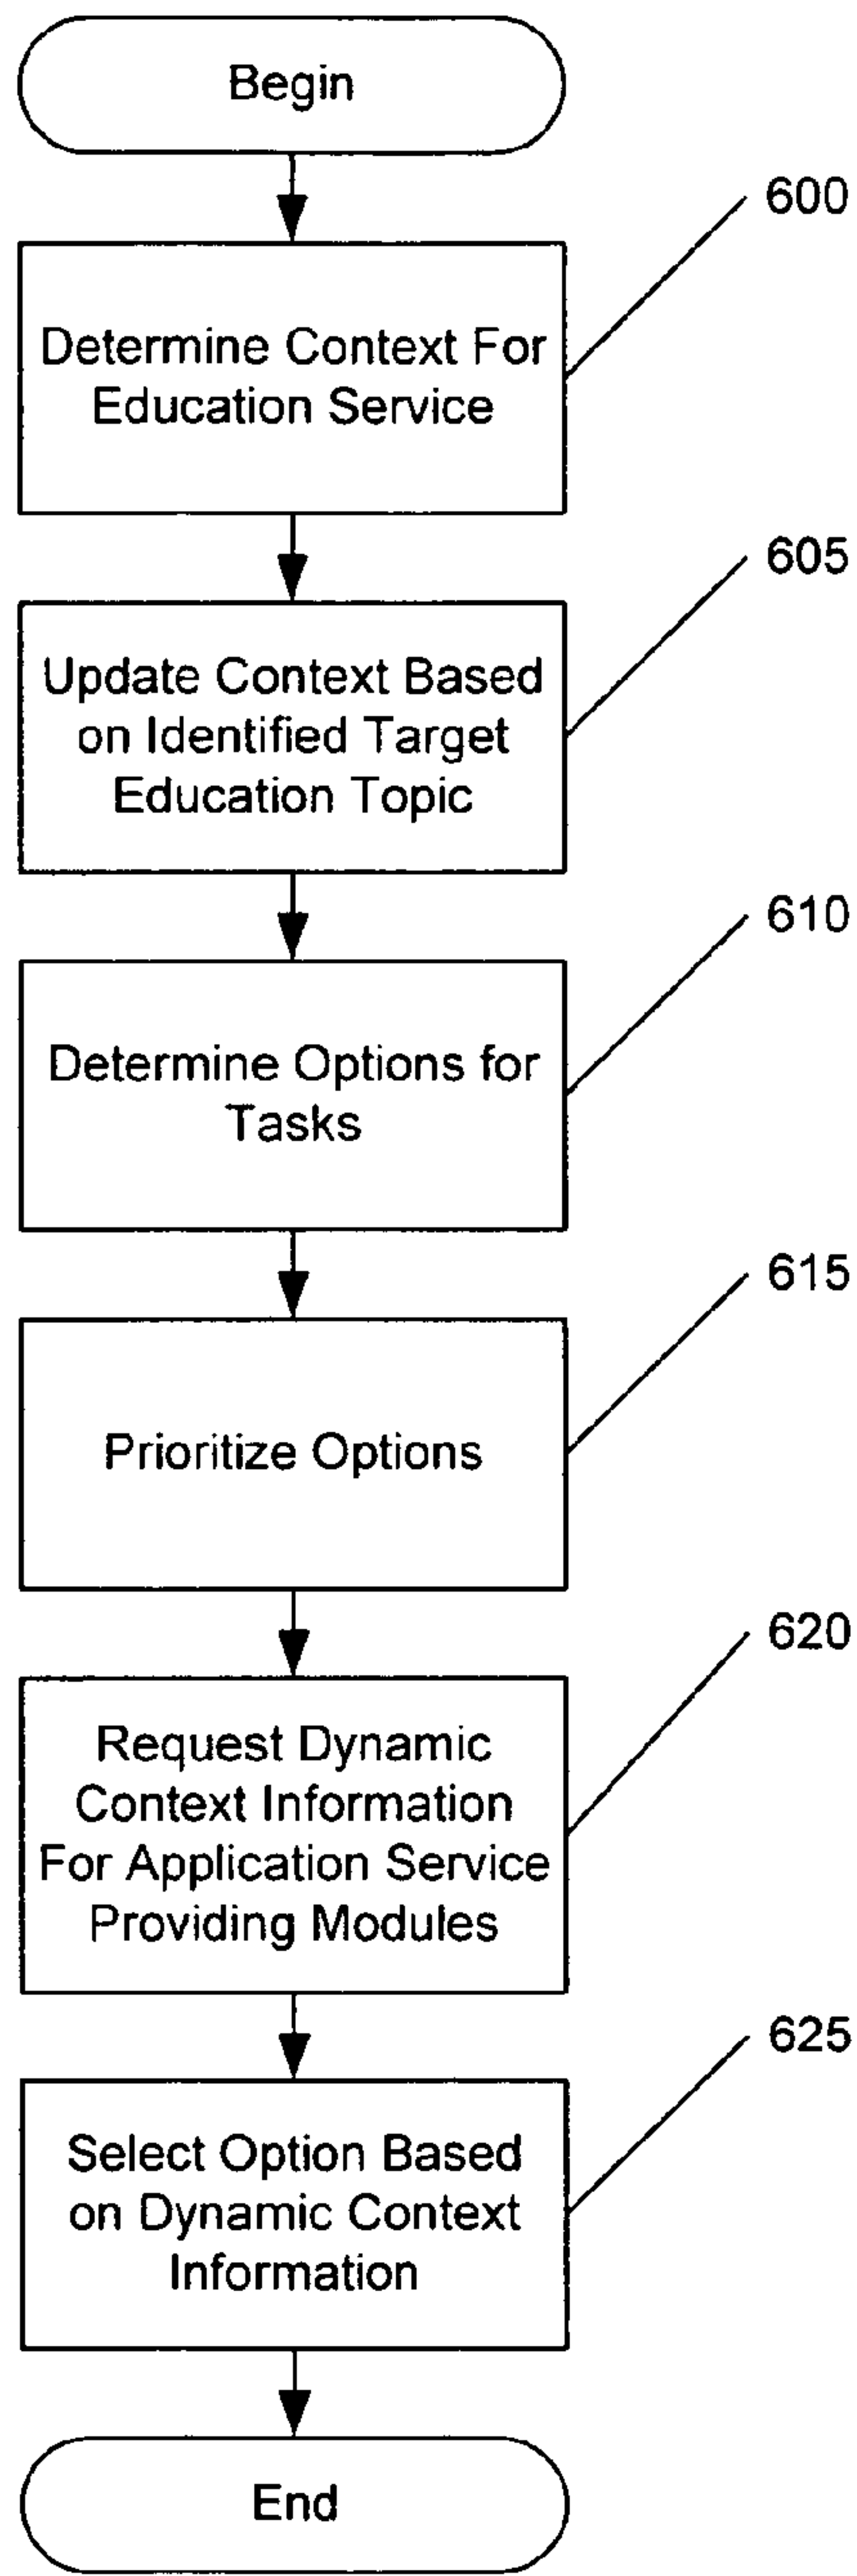 Begin
600
Determine Context For
Education Service
605
Update Context Based
on Identified Target
Education Topic
610
Determine Options for
Tasks
615
Prioritize Options
620
Request Dynamic
Context Information
For Application Service
Providing Modules
625
Select Option Based
on Dynamic Context
Information
End